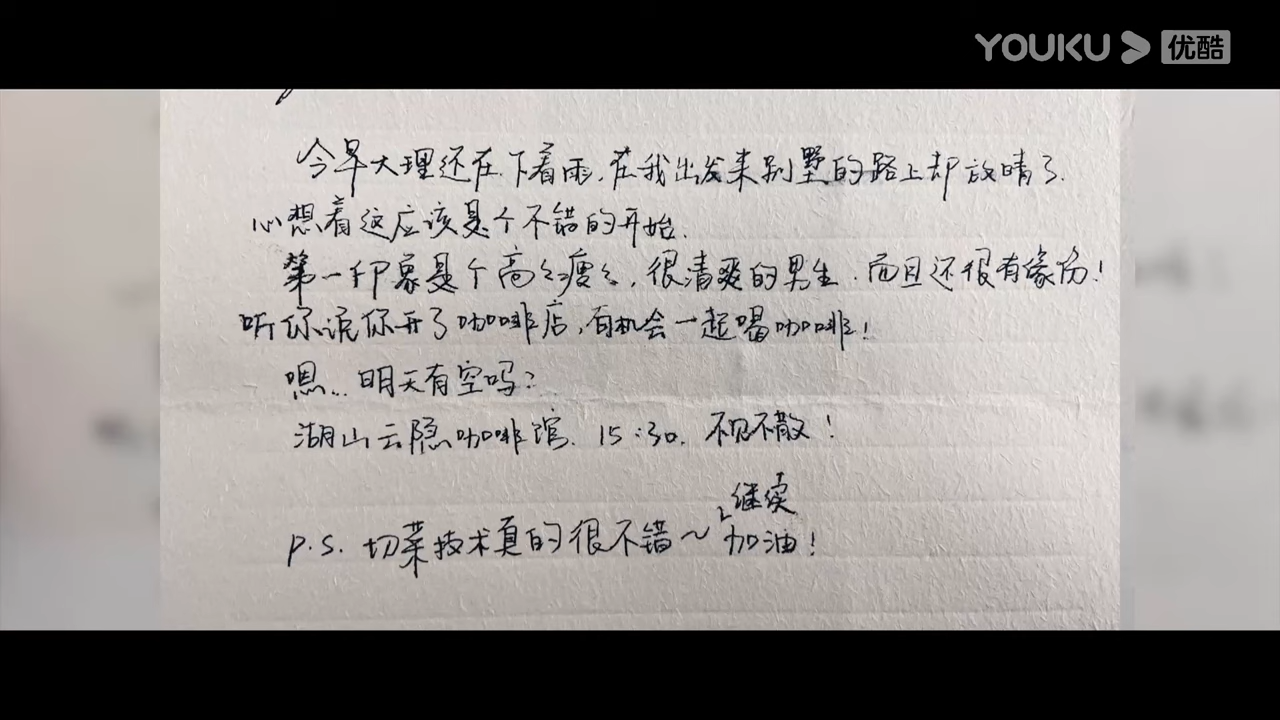 YOUKU 优酷
今早大理还在下着雨,在我出发来别墅的路上却放晴了.
心想着这应该是个不错的开始.
第一印象是个高高瘦瘦,很清爽的男生.而且还很有缘份!
听你说你开了咖啡店,有机会一起喝咖啡!
嗯...明天有空吗?
湖山云隐咖啡馆.15:30.不见不散!
继续
P.S.切菜技术真的很不错~加油!